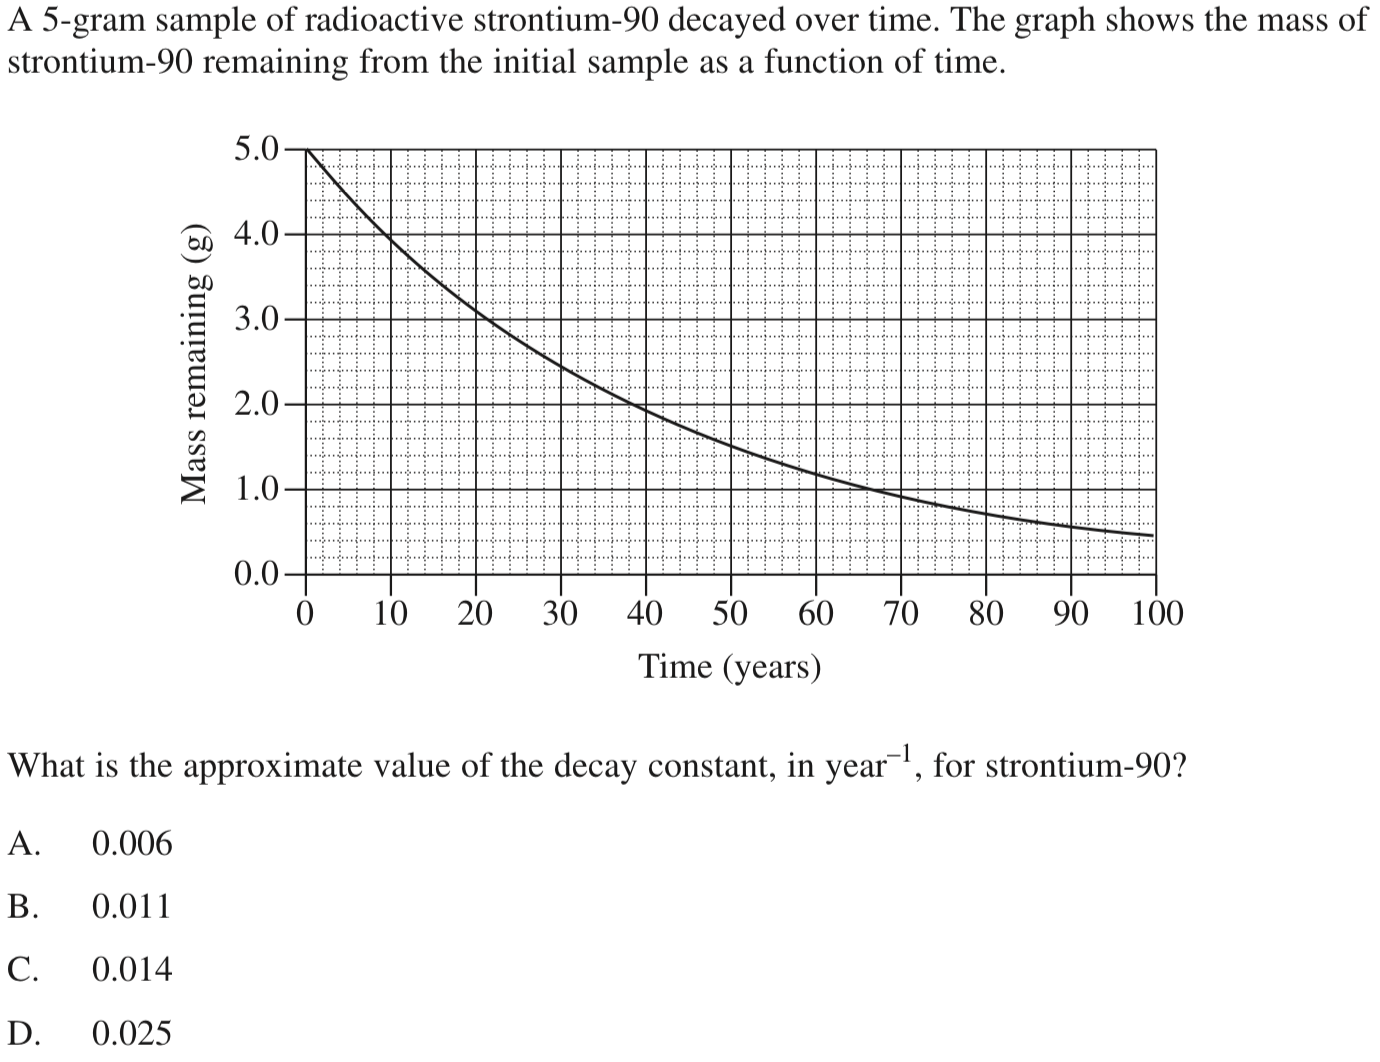 A 5-gram sample of radioactive strontium-90 decayed over time. The graph shows the mass of
strontium-90 remaining from the initial sample as a function of time.
5.0
4.0
3.0
2.0
1.0
0.0
Mass remaining (g)
0 10 20 30 40 50 60 70 80 90 100
Time (years)
What is the approximate value of the decay constant, in year⁻¹, for strontium-90?
A. 0.006
B. 0.011
C. 0.014
D. 0.025